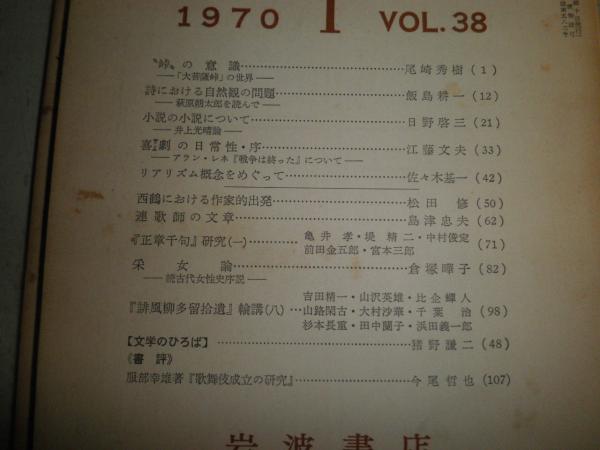 1970 1 VOL. 38
〝峠〟の意識…………尾崎秀樹 (1)
——「大菩薩峠」の世界——
詩における自然観の問題…………飯島耕一 (12)
——萩原朔太郎を読んで——
小説の小説について…………日野啓三 (21)
——井上光晴論——
劇の日常性・序…………江藤文夫 (33)
——アラン・レネ『戦争は終った』について——
リアリズム概念をめぐって…………佐々木基一 (42)
西鶴における作家的出発…………松田修 (50)
連歌師の文章…………島津忠夫 (62)
『正章千句』研究(一)…………亀井孝・堤精二・中村俊定
前田金五郎・宮本三郎 (71)
采女論…………倉塚曄子 (82)
——続古代女性史序説——
『誹風柳多留拾遺』輪講(八)…………吉田精一・山沢英雄・比企蟬人
山路閑古・大村沙華・千葉治 (98)
杉本長重・田中蘭子・浜田義一郎
【文学のひろば】…………猪野謙二 (48)
《書評》
服部幸雄著『歌舞伎成立の研究』…………今尾哲也 (107)
岩波書店